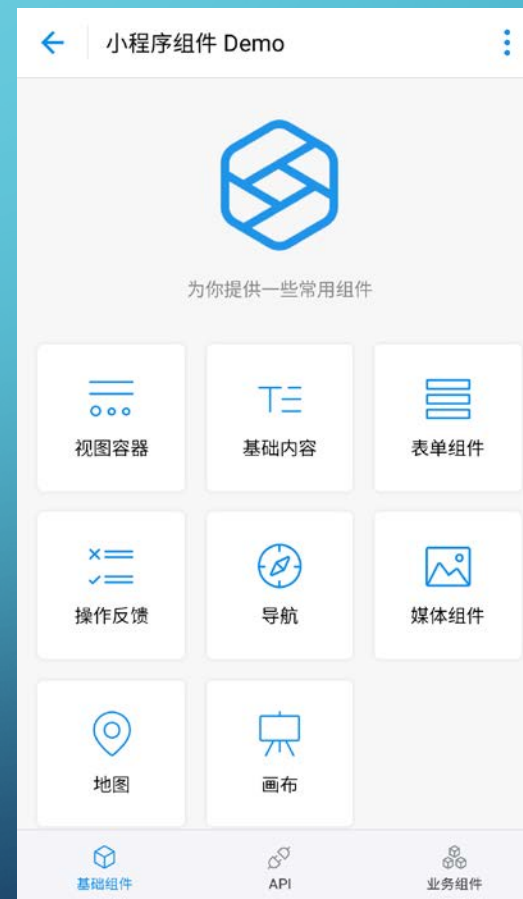 小程序组件 Demo
为你提供一些常用组件
视图容器
基础内容
表单组件
操作反馈
导航
媒体组件
地图
画布
基础组件
API
业务组件